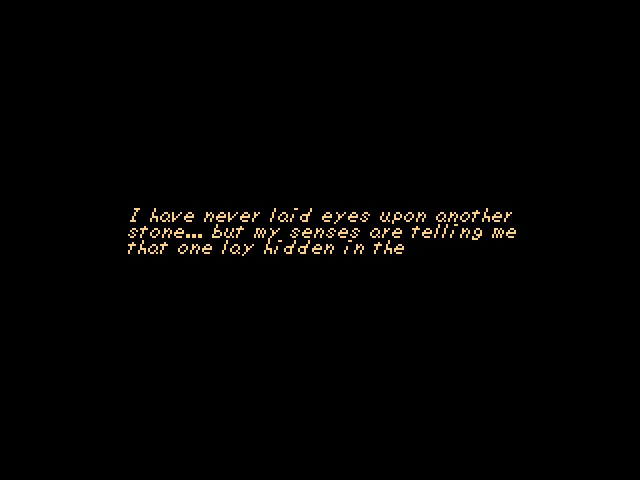 I have never laid eyes upon another
stone... but my senses are telling me
that one lay hidden in the